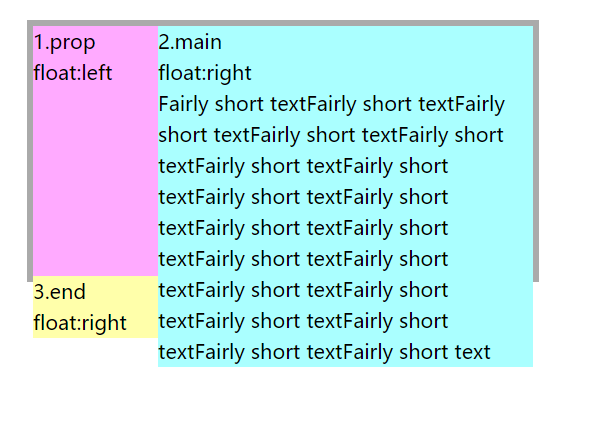 1.prop
float:left
2.main
float:right
Fairly short textFairly short textFairly
short textFairly short textFairly short
textFairly short textFairly short
textFairly short textFairly short
textFairly short textFairly short
textFairly short textFairly short
textFairly short textFairly short
textFairly short textFairly short
textFairly short textFairly short text
3.end
float:right